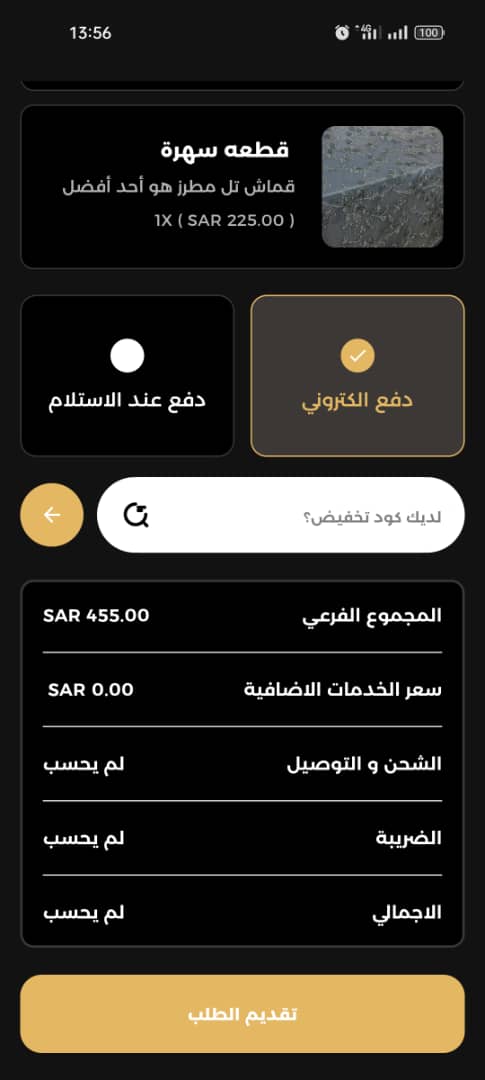 13:56
4G
100
قطعه سهرة
قماش تل مطرز هو أحد أفضل
1X ( SAR 225.00 )
دفع الكتروني
دفع عند الاستلام
لديك كود تخفيض؟
المجموع الفرعي SAR 455.00
سعر الخدمات الاضافية SAR 0.00
الشحن و التوصيل لم يحسب
الضريبة لم يحسب
الاجمالي لم يحسب
تقديم الطلب